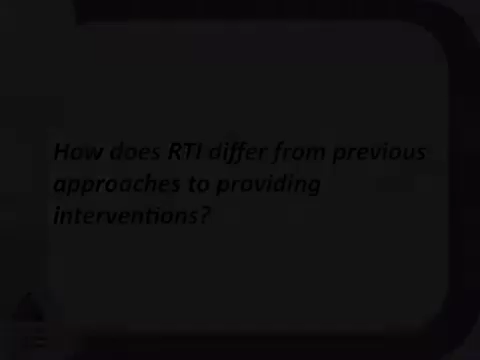 How does RTI differ from previous
approaches to providing
interventions?